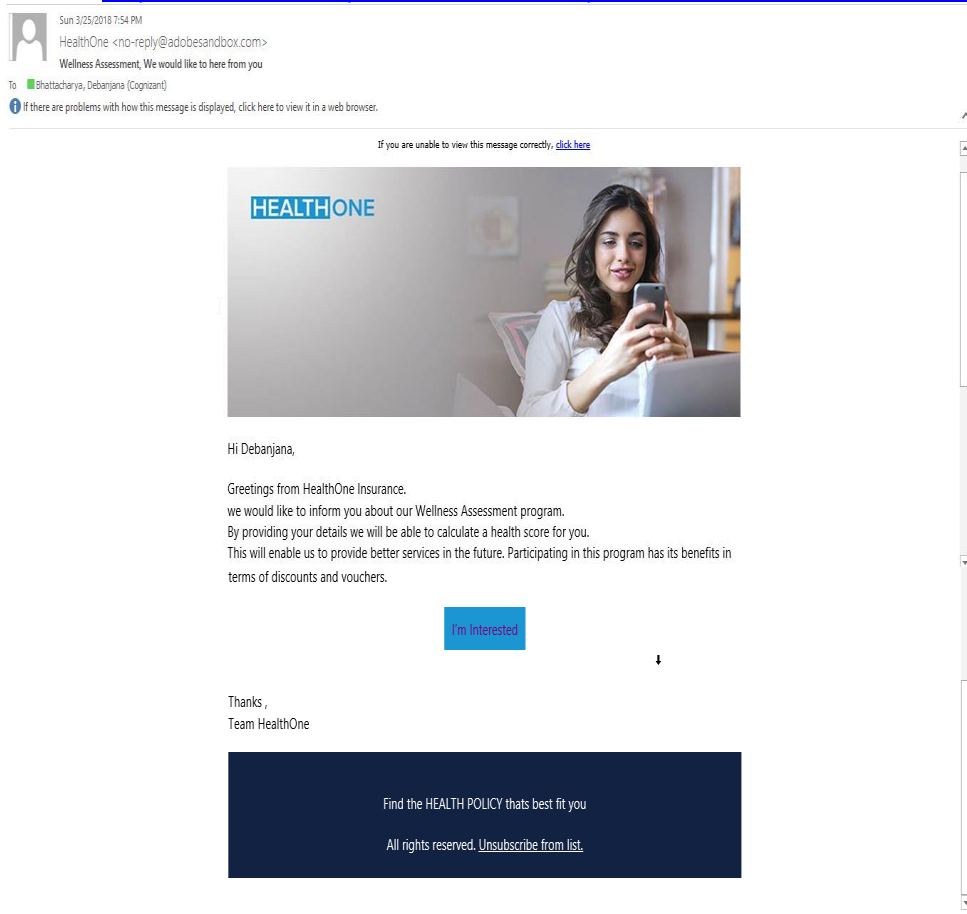 Sun 3/25/2018 7:54 PM
HealthOne <no-reply@adobesandbox.com>
Wellness Assessment, We would like to here from you
To Bhattacharya, Debanjana (Cognizant)
If there are problems with how this message is displayed, click here to view it in a web browser.
If you are unable to view this message correctly, click here
HEALTHONE
Hi Debanjana,
Greetings from HealthOne Insurance.
we would like to inform you about our Wellness Assessment program.
By providing your details we will be able to calculate a health score for you.
This will enable us to provide better services in the future. Participating in this program has its benefits in
terms of discounts and vouchers.
I'm Interested
Thanks ,
Team HealthOne
Find the HEALTH POLICY thats best fit you
All rights reserved. Unsubscribe from list.